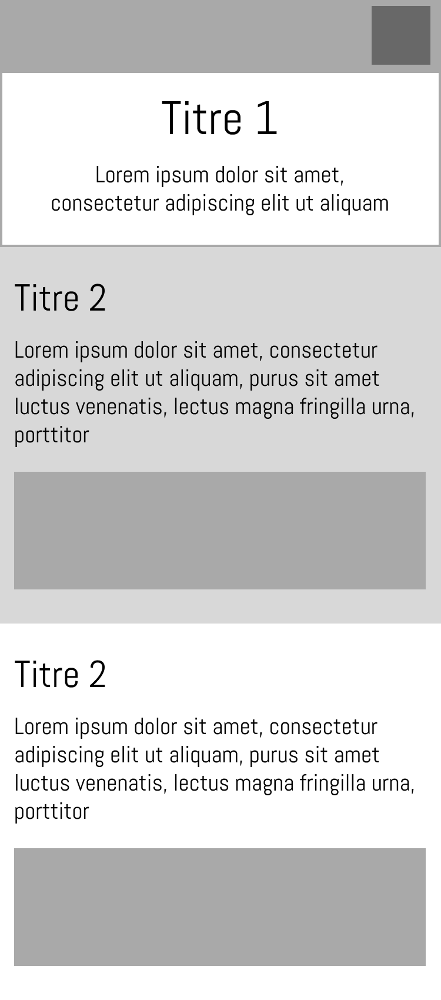 Titre 1
Lorem ipsum dolor sit amet,
consectetur adipiscing elit ut aliquam
Titre 2
Lorem ipsum dolor sit amet, consectetur
adipiscing elit ut aliquam, purus sit amet
luctus venenatis, lectus magna fringilla urna,
porttitor
Titre 2
Lorem ipsum dolor sit amet, consectetur
adipiscing elit ut aliquam, purus sit amet
luctus venenatis, lectus magna fringilla urna,
porttitor